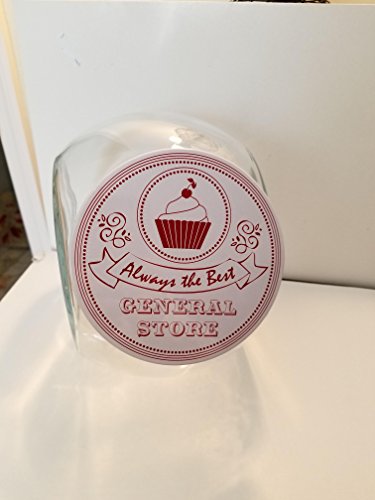 Always the Best
GENERAL
STORE